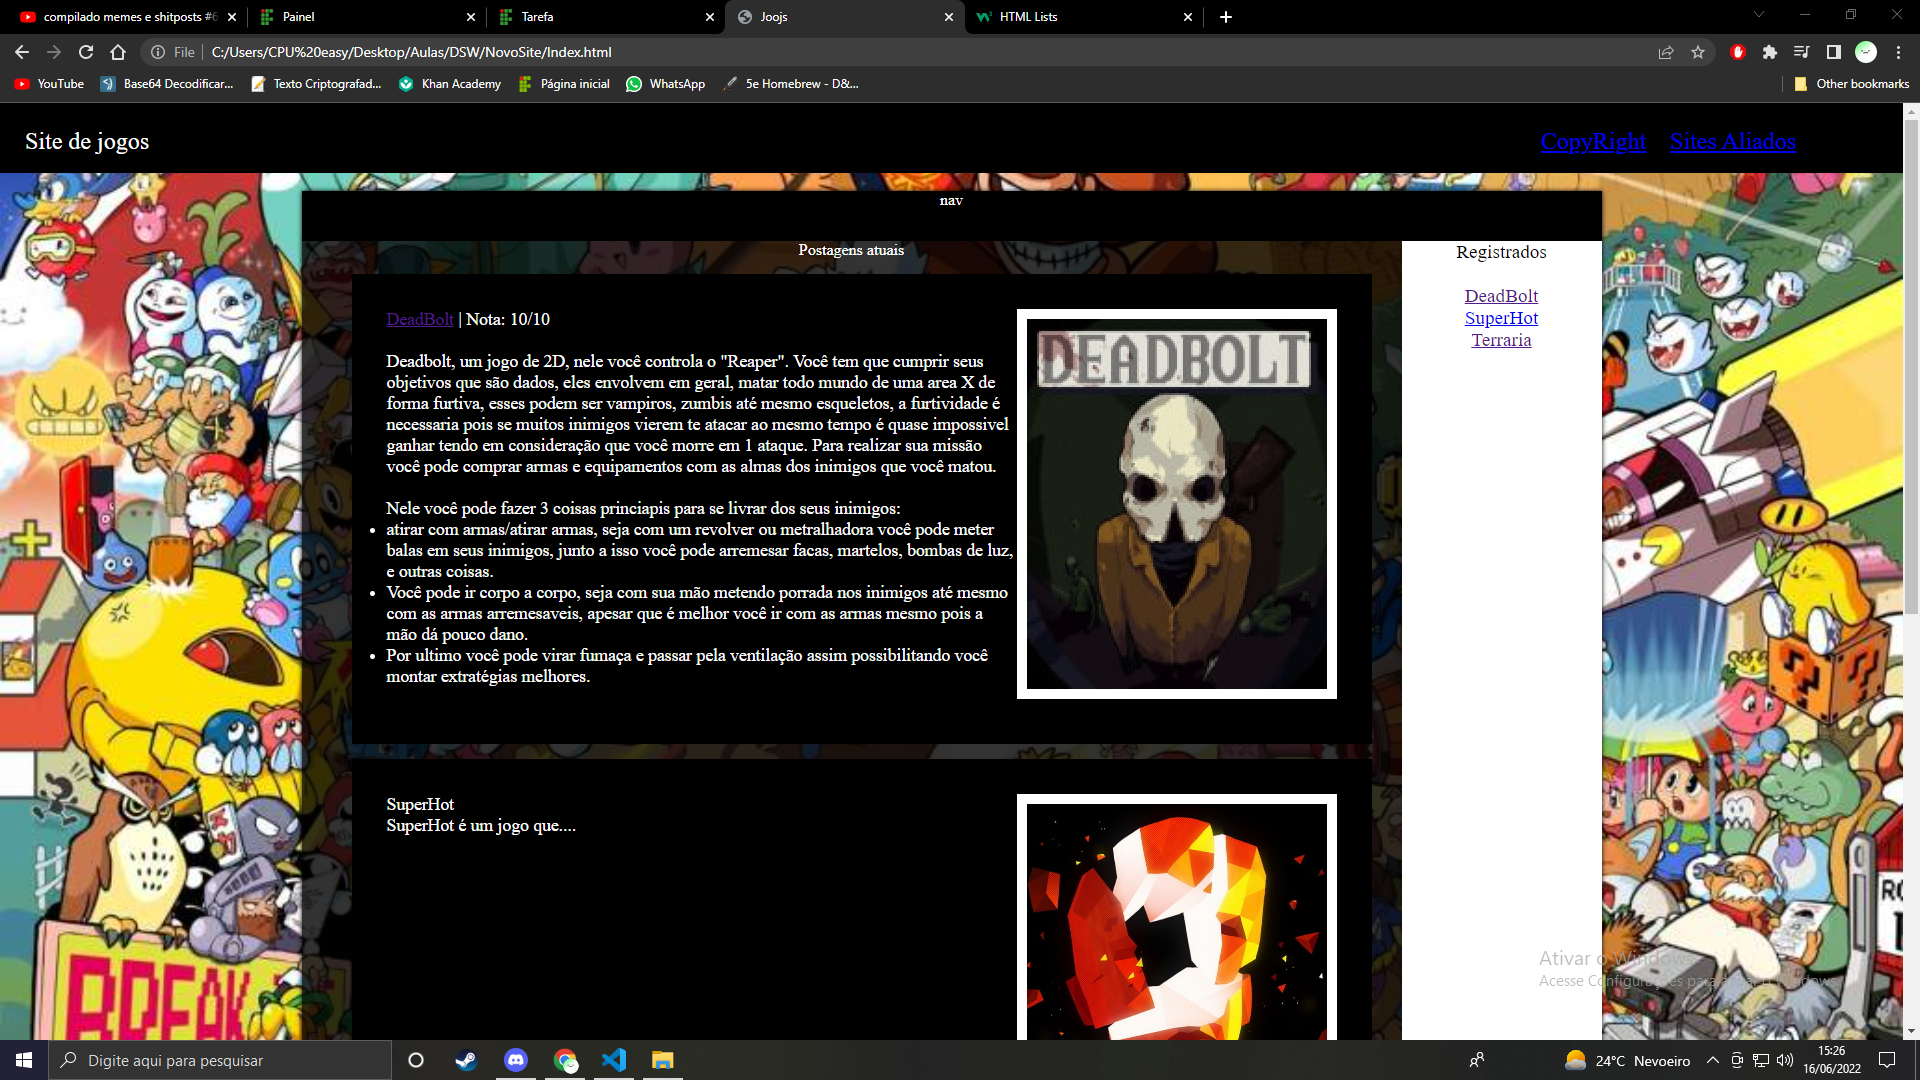 compilado memes e shitposts #6
Painel
Tarefa
Joojs
HTML Lists
File
C:/Users/CPU%20easy/Desktop/Aulas/DSW/NovoSite/Index.html
YouTube
Base64 Decodificar...
Texto Criptografad...
Khan Academy
Página inicial
WhatsApp
5e Homebrew - D&...
Other bookmarks
Site de jogos
CopyRight
Sites Aliados
nav
Postagens atuais
Registrados
DeadBolt
SuperHot
Terraria
DeadBolt | Nota: 10/10
Deadbolt, um jogo de 2D, nele você controla o "Reaper". Você tem que cumprir seus
objetivos que são dados, eles envolvem em geral, matar todo mundo de uma area X de
forma furtiva, esses podem ser vampiros, zumbis até mesmo esqueletos, a furtividade é
necessaria pois se muitos inimigos vierem te atacar ao mesmo tempo é quase impossivel
ganhar tendo em consideração que você morre em 1 ataque. Para realizar sua missão
você pode comprar armas e equipamentos com as almas dos inimigos que você matou.
Nele você pode fazer 3 coisas princiapis para se livrar dos seus inimigos:
atirar com armas/atirar armas, seja com um revolver ou metralhadora você pode meter
balas em seus inimigos, junto a isso você pode arremesar facas, martelos, bombas de luz,
e outras coisas.
Você pode ir corpo a corpo, seja com sua mão metendo porrada nos inimigos até mesmo
com as armas arremesaveis, apesar que é melhor você ir com as armas mesmo pois a
mão dá pouco dano.
Por ultimo você pode virar fumaça e passar pela ventilação assim possibilitando você
montar extratégias melhores.
DEADBOLT
SuperHot
SuperHot é um jogo que....
BREAK
Ativar o Windows
Acesse Configurações para ativar o Windows.
Digite aqui para pesquisar
24°C Nevoeiro
15:26
16/06/2022